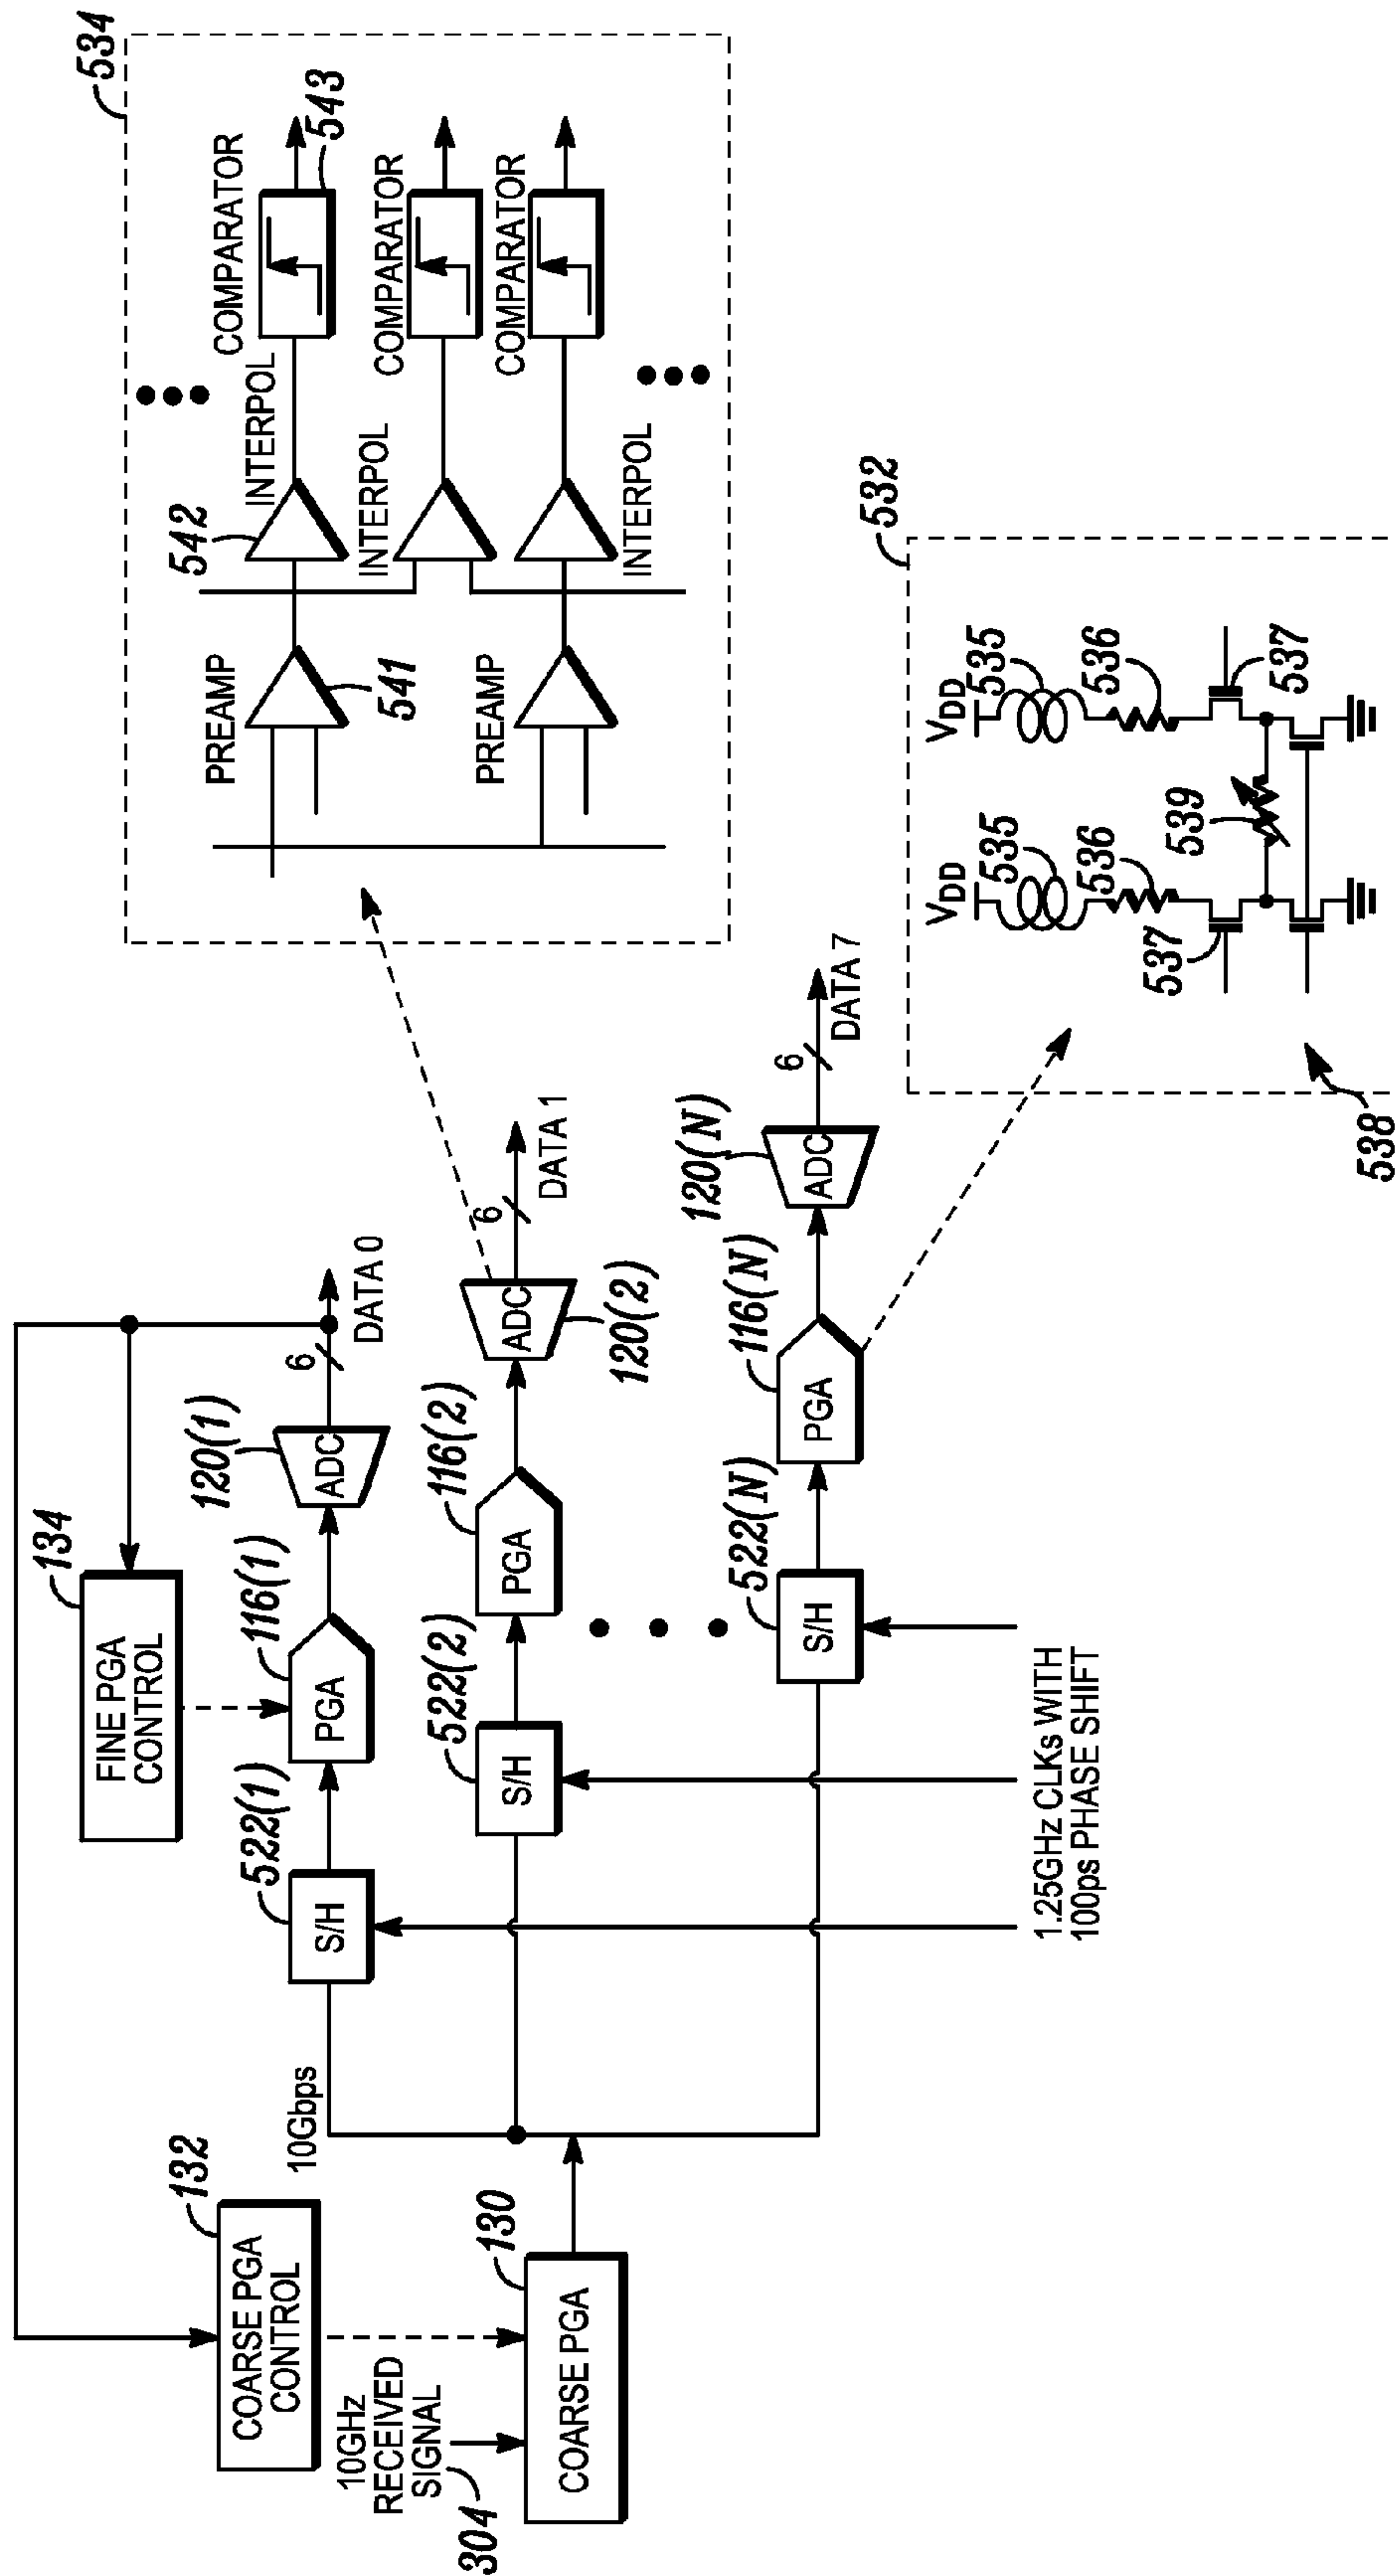 132
COARSE PGA
CONTROL
10GHz
RECEIVED
SIGNAL
304
130
COARSE PGA
10Gbps
134
FINE PGA
CONTROL
522(1)
S/H
116(1)
PGA
120(1)
ADC
6
DATA 0
522(2)
S/H
116(2)
PGA
120(2)
ADC
6
DATA 1
522(N)
S/H
116(N)
PGA
120(N)
ADC
6
DATA 7
1.25GHz CLKs WITH
100ps PHASE SHIFT
534
PREAMP
541
542
INTERPOL
COMPARATOR
543
INTERPOL
COMPARATOR
PREAMP
INTERPOL
COMPARATOR
532
VDD
VDD
535
535
536
536
537
537
539
538